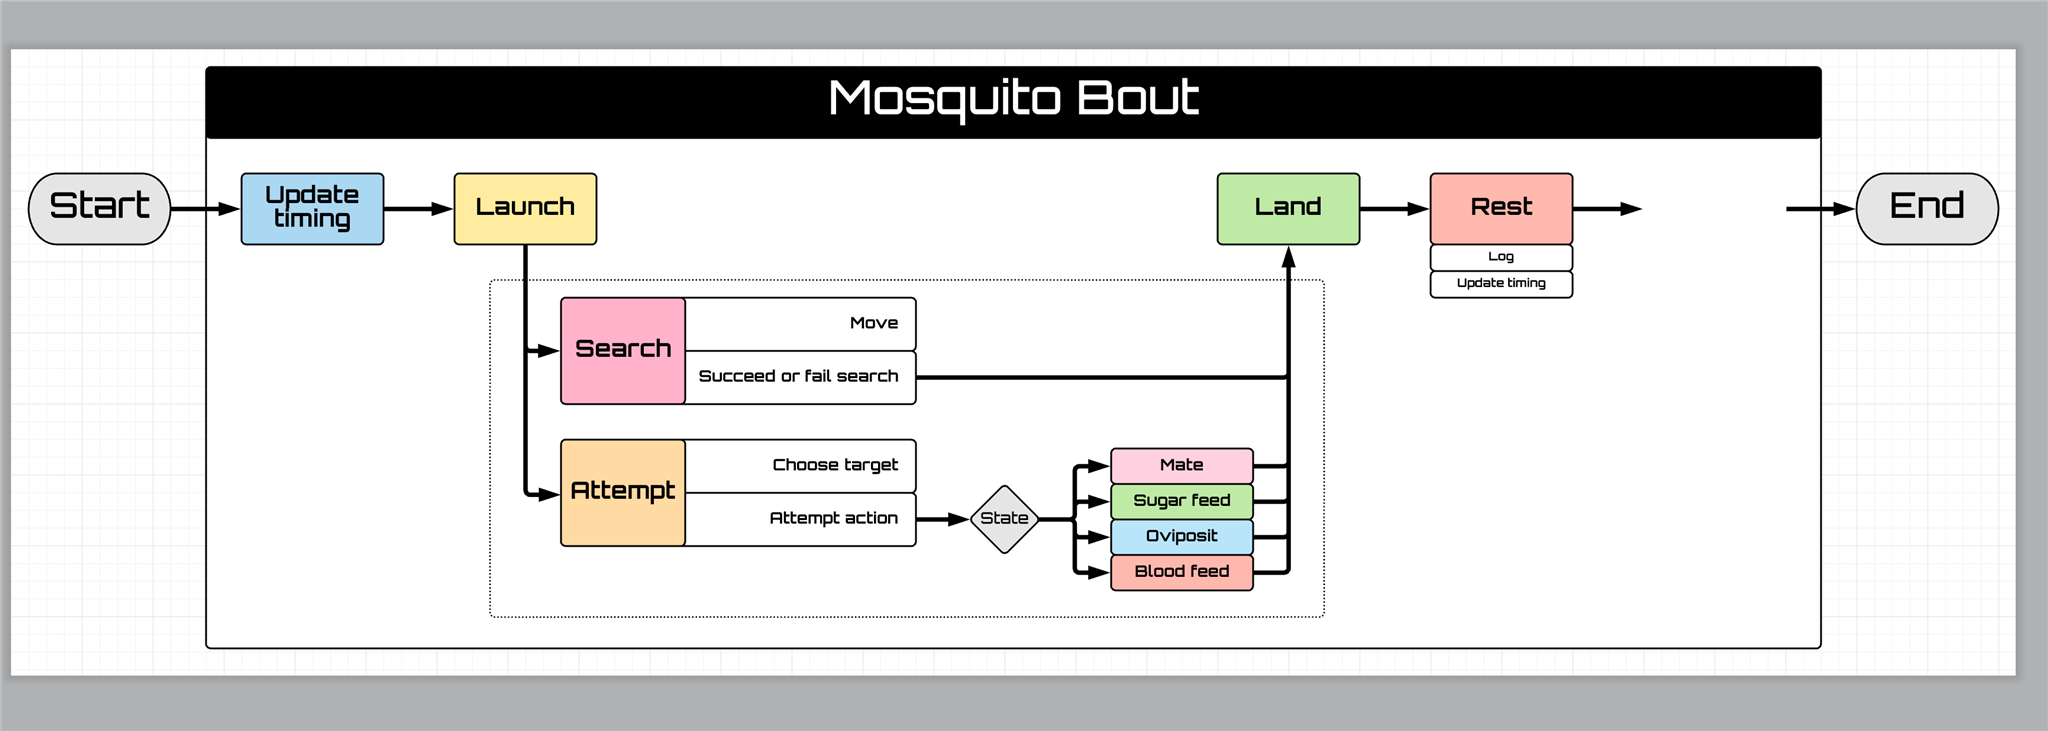 Mosquito Bout
Start
Update
timing
Launch
Land
Rest
End
Log
Update timing
Search
Move
Succeed or fail search
Attempt
Choose target
Attempt action
State
Mate
Sugar feed
Oviposit
Blood feed